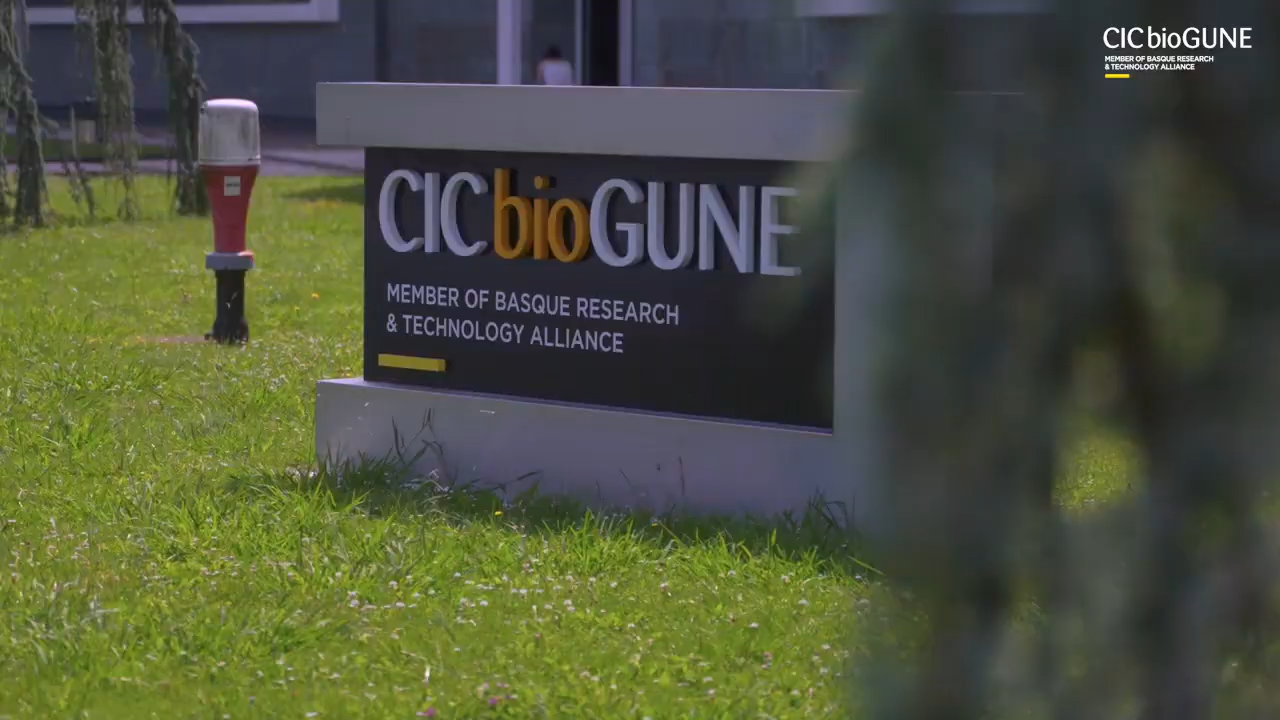 CIC bioGUNE
MEMBER OF BASQUE RESEARCH
& TECHNOLOGY ALLIANCE
CIC bioGUNE
MEMBER OF BASQUE RESEARCH
& TECHNOLOGY ALLIANCE